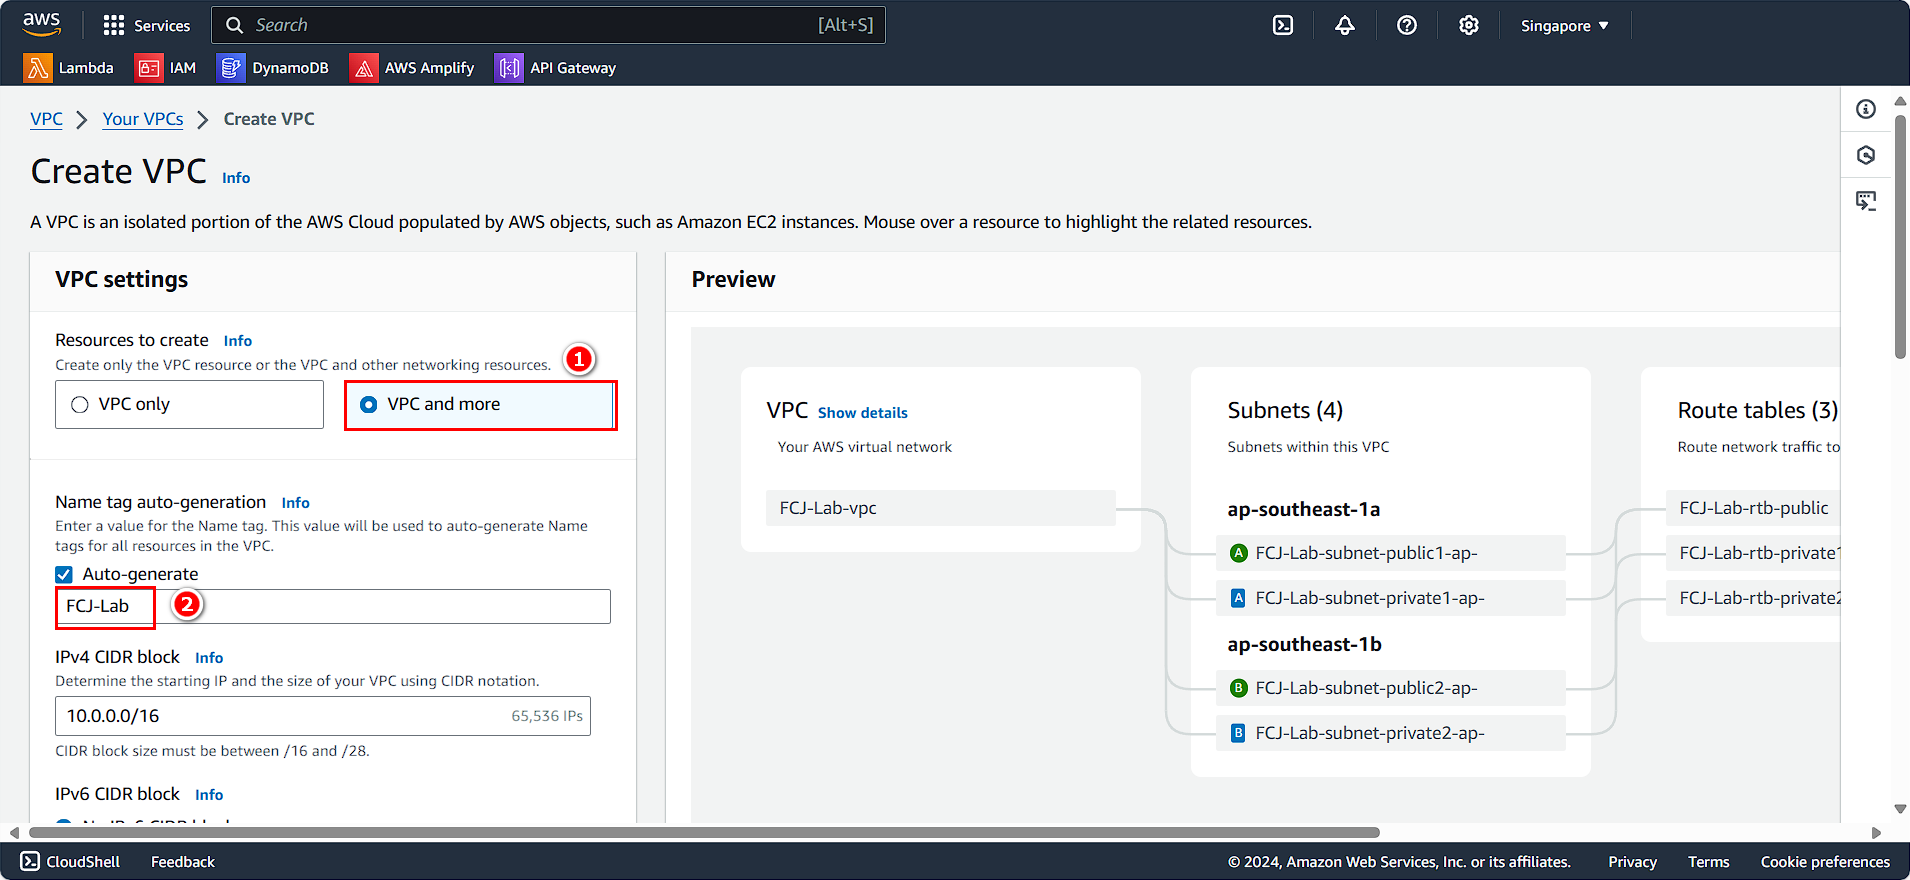 aws
Services
Search
[Alt+S]
Singapore
Lambda
IAM
DynamoDB
AWS Amplify
API Gateway
VPC
Your VPCs
Create VPC
Create VPC Info
A VPC is an isolated portion of the AWS Cloud populated by AWS objects, such as Amazon EC2 instances. Mouse over a resource to highlight the related resources.
VPC settings
Resources to create Info
Create only the VPC resource or the VPC and other networking resources.
1
VPC only
VPC and more
Name tag auto-generation Info
Enter a value for the Name tag. This value will be used to auto-generate Name
tags for all resources in the VPC.
Auto-generate
FCJ-Lab
2
IPv4 CIDR block Info
Determine the starting IP and the size of your VPC using CIDR notation.
10.0.0.0/16
65,536 IPs
CIDR block size must be between /16 and /28.
IPv6 CIDR block Info
Preview
VPC Show details
Your AWS virtual network
FCJ-Lab-vpc
Subnets (4)
Subnets within this VPC
ap-southeast-1a
A FCJ-Lab-subnet-public1-ap-
A FCJ-Lab-subnet-private1-ap-
ap-southeast-1b
B FCJ-Lab-subnet-public2-ap-
B FCJ-Lab-subnet-private2-ap-
Route tables (3)
Route network traffic to
FCJ-Lab-rtb-public
FCJ-Lab-rtb-private1
FCJ-Lab-rtb-private2
CloudShell
Feedback
© 2024, Amazon Web Services, Inc. or its affiliates.
Privacy
Terms
Cookie preferences